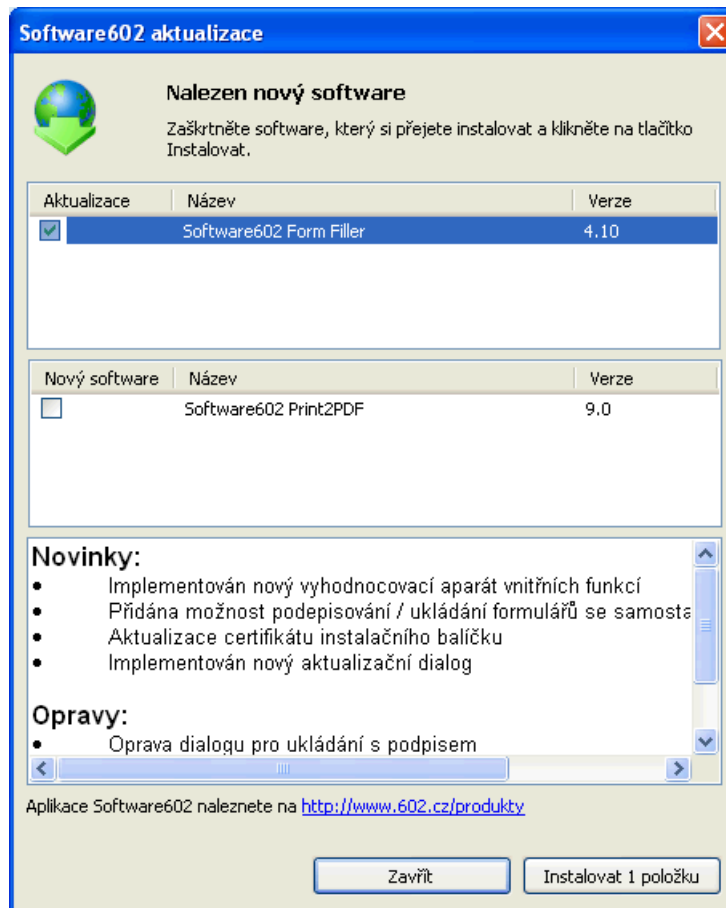 Software602 aktualizace
Nalezen nový software
Zaškrtněte software, který si přejete instalovat a klikněte na tlačítko
Instalovat.
Aktualizace Název Verze
Software602 Form Filler 4.10
Nový software Název Verze
Software602 Print2PDF 9.0
Novinky:
• Implementován nový vyhodnocovací aparát vnitřních funkcí
• Přidána možnost podepisování / ukládání formulářů se samosta
• Aktualizace certifikátu instalačního balíčku
• Implementován nový aktualizační dialog
Opravy:
• Oprava dialogu pro ukládání s podpisem
Aplikace Software602 naleznete na http://www.602.cz/produkty
Zavřít Instalovat 1 položku